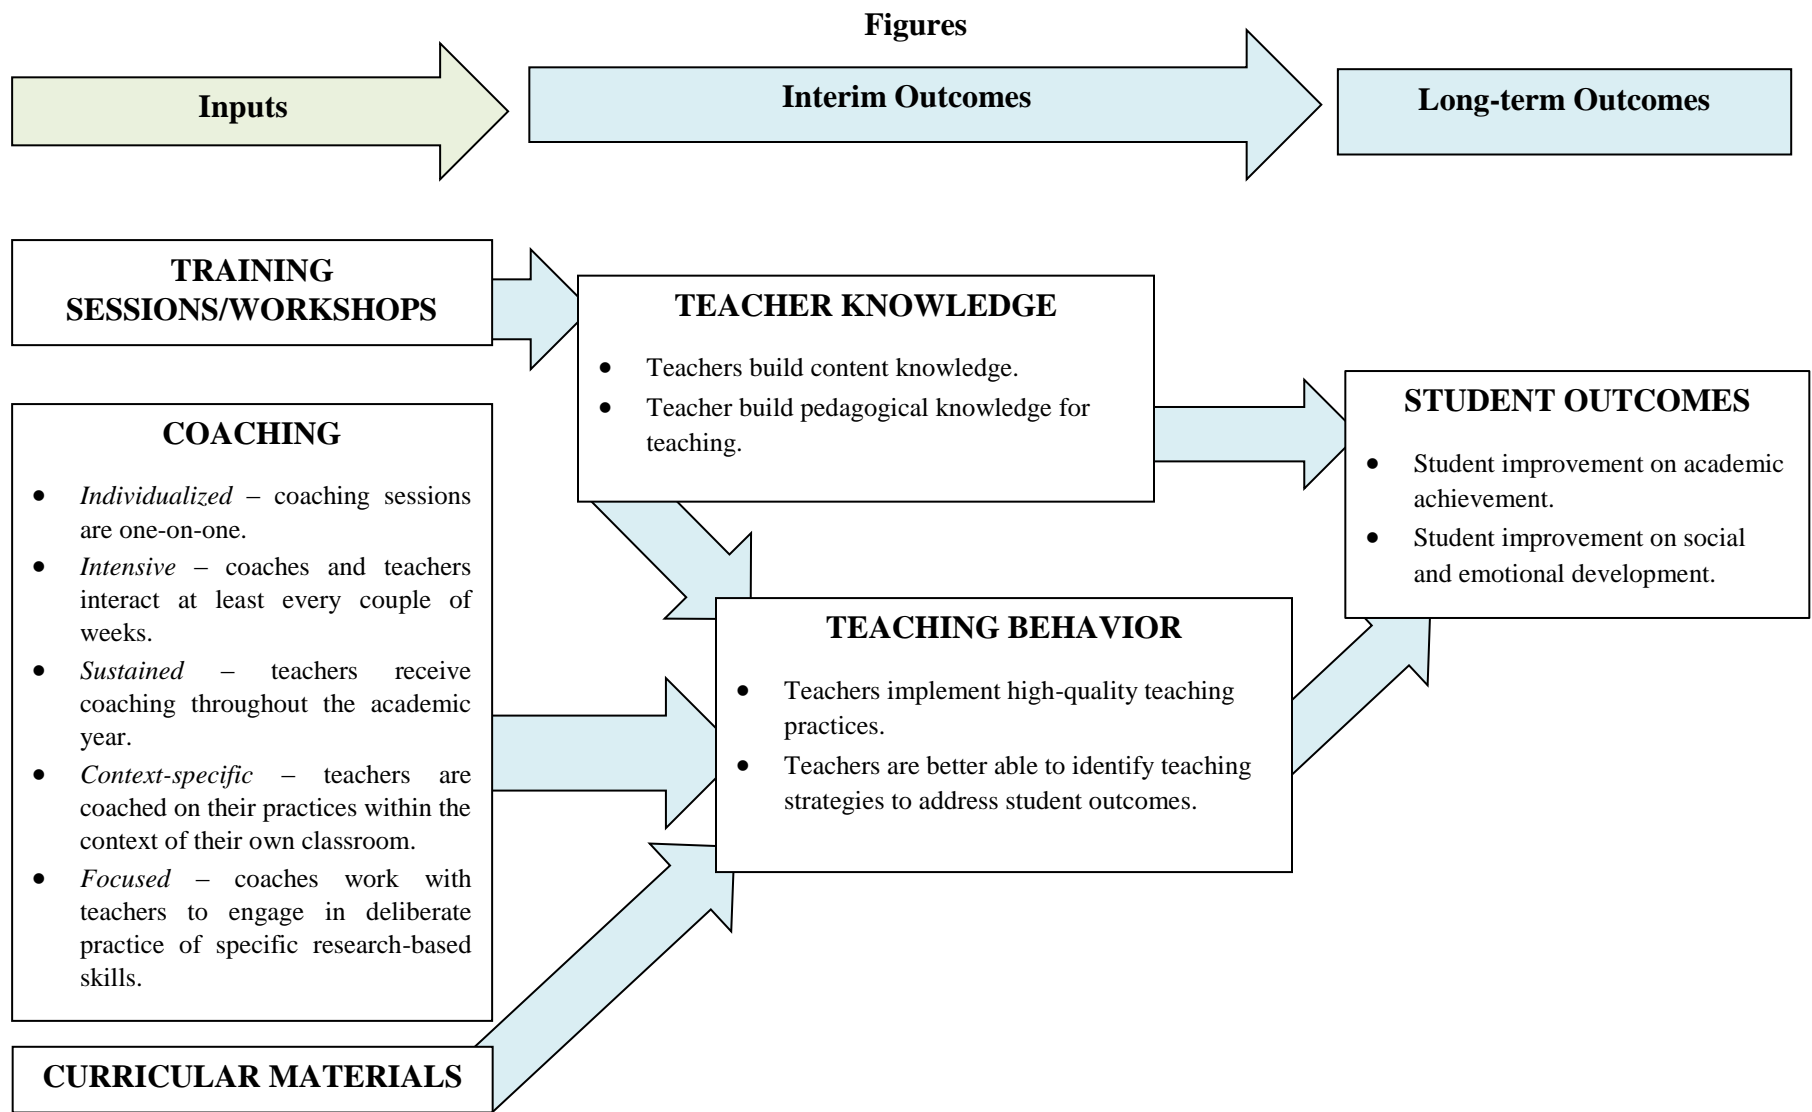 Figures
Inputs
Interim Outcomes
Long-term Outcomes
TRAINING
SESSIONS/WORKSHOPS
COACHING
• Individualized – coaching sessions
are one-on-one.
• Intensive – coaches and teachers
interact at least every couple of
weeks.
• Sustained – teachers receive
coaching throughout the academic
year.
• Context-specific – teachers are
coached on their practices within the
context of their own classroom.
• Focused – coaches work with
teachers to engage in deliberate
practice of specific research-based
skills.
CURRICULAR MATERIALS
TEACHER KNOWLEDGE
• Teachers build content knowledge.
• Teacher build pedagogical knowledge for
teaching.
TEACHING BEHAVIOR
• Teachers implement high-quality teaching
practices.
• Teachers are better able to identify teaching
strategies to address student outcomes.
STUDENT OUTCOMES
• Student improvement on academic
achievement.
• Student improvement on social
and emotional development.